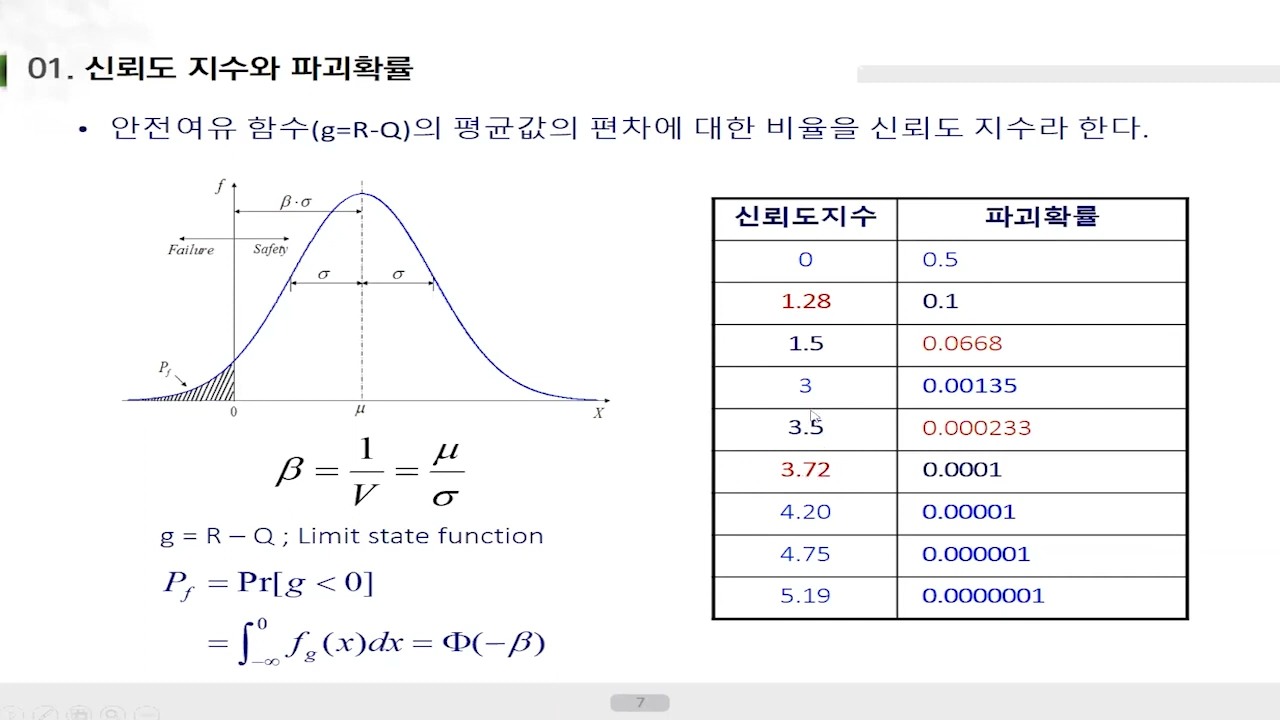 01. 신뢰도 지수와 파괴확률
• 안전여유 함수(g=R-Q)의 평균값의 편차에 대한 비율을 신뢰도 지수라 한다.
f
β·σ
Failure Safety
σ σ
P_f
0 μ X
β = 1/V = μ/σ
g = R – Q ; Limit state function
P_f = Pr[g < 0]
= ∫_{-∞}^{0} f_g(x)dx = Φ(-β)
신뢰도지수 파괴확률
0 0.5
1.28 0.1
1.5 0.0668
3 0.00135
3.5 0.000233
3.72 0.0001
4.20 0.00001
4.75 0.000001
5.19 0.0000001
7